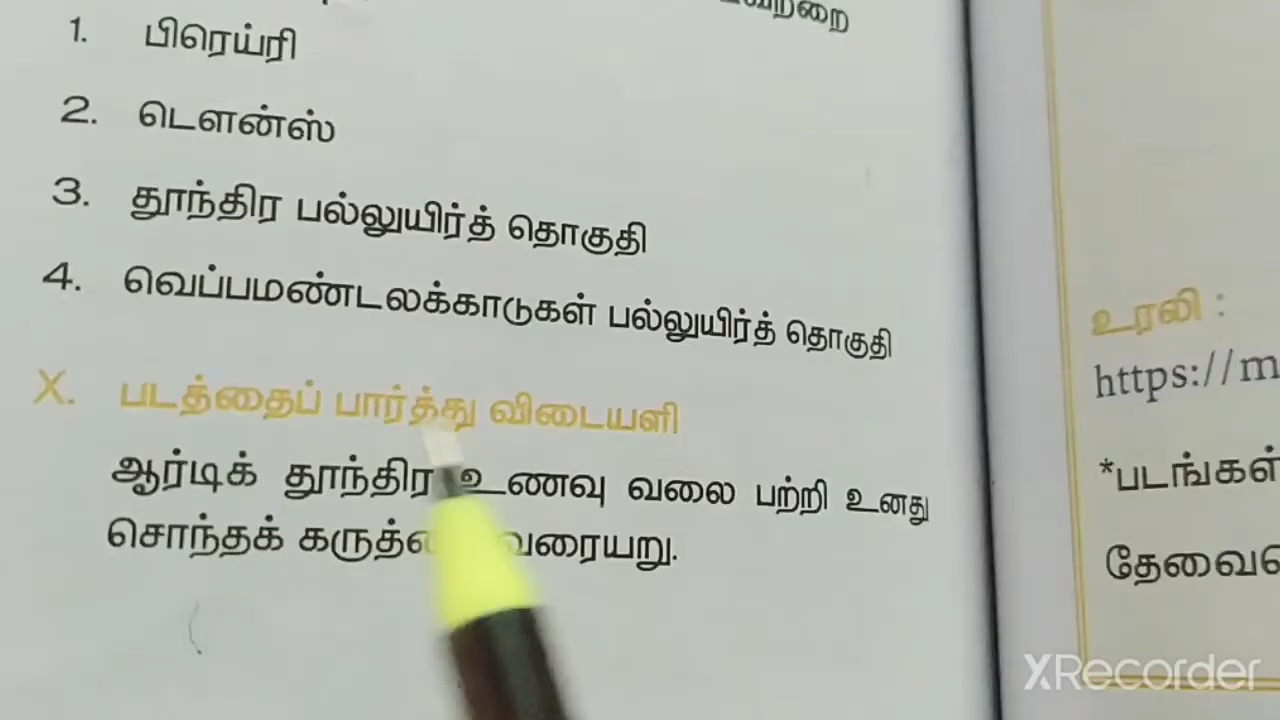 1. பிரெய்ரி
2. டௌன்ஸ்
3. தூந்திர பல்லுயிர்த் தொகுதி
4. வெப்பமண்டலக்காடுகள் பல்லுயிர்த் தொகுதி
X. படத்தைப் பார்த்து விடையளி
ஆர்டிக் தூந்திர உணவு வலை பற்றி உனது
சொந்தக் வரையறு.
உரலி :
https://m
*படங்கள்
XRecorder